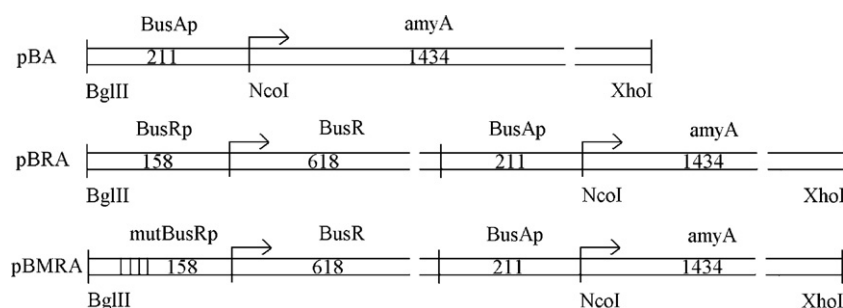 BusAp amyA
pBA 211 1434
BglII NcoI XhoI
BusRp BusR BusAp amyA
pBRA 158 618 211 1434
BglII NcoI XhoI
mutBusRp BusR BusAp amyA
pBMRA 158 618 211 1434
BglII NcoI XhoI